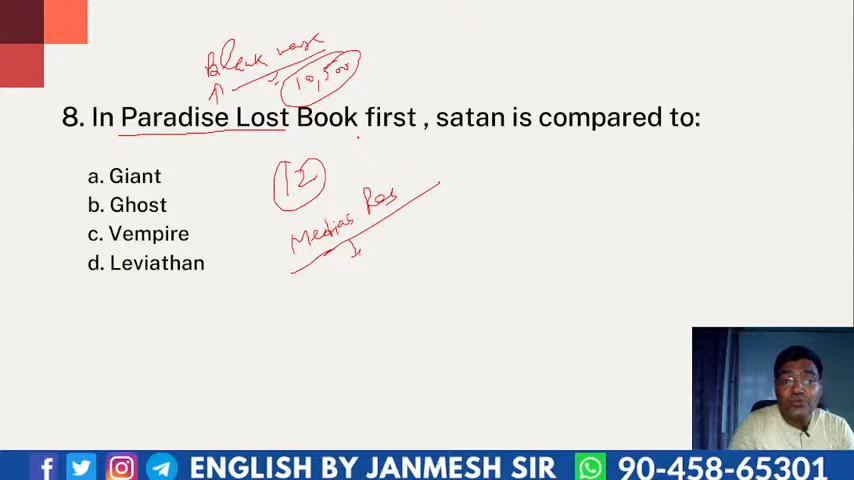 Blank verse
10,500
8. In Paradise Lost Book first , satan is compared to:
a. Giant
b. Ghost
c. Vempire
d. Leviathan
12
Medias Res
ENGLISH BY JANMESH SIR
90-458-65301